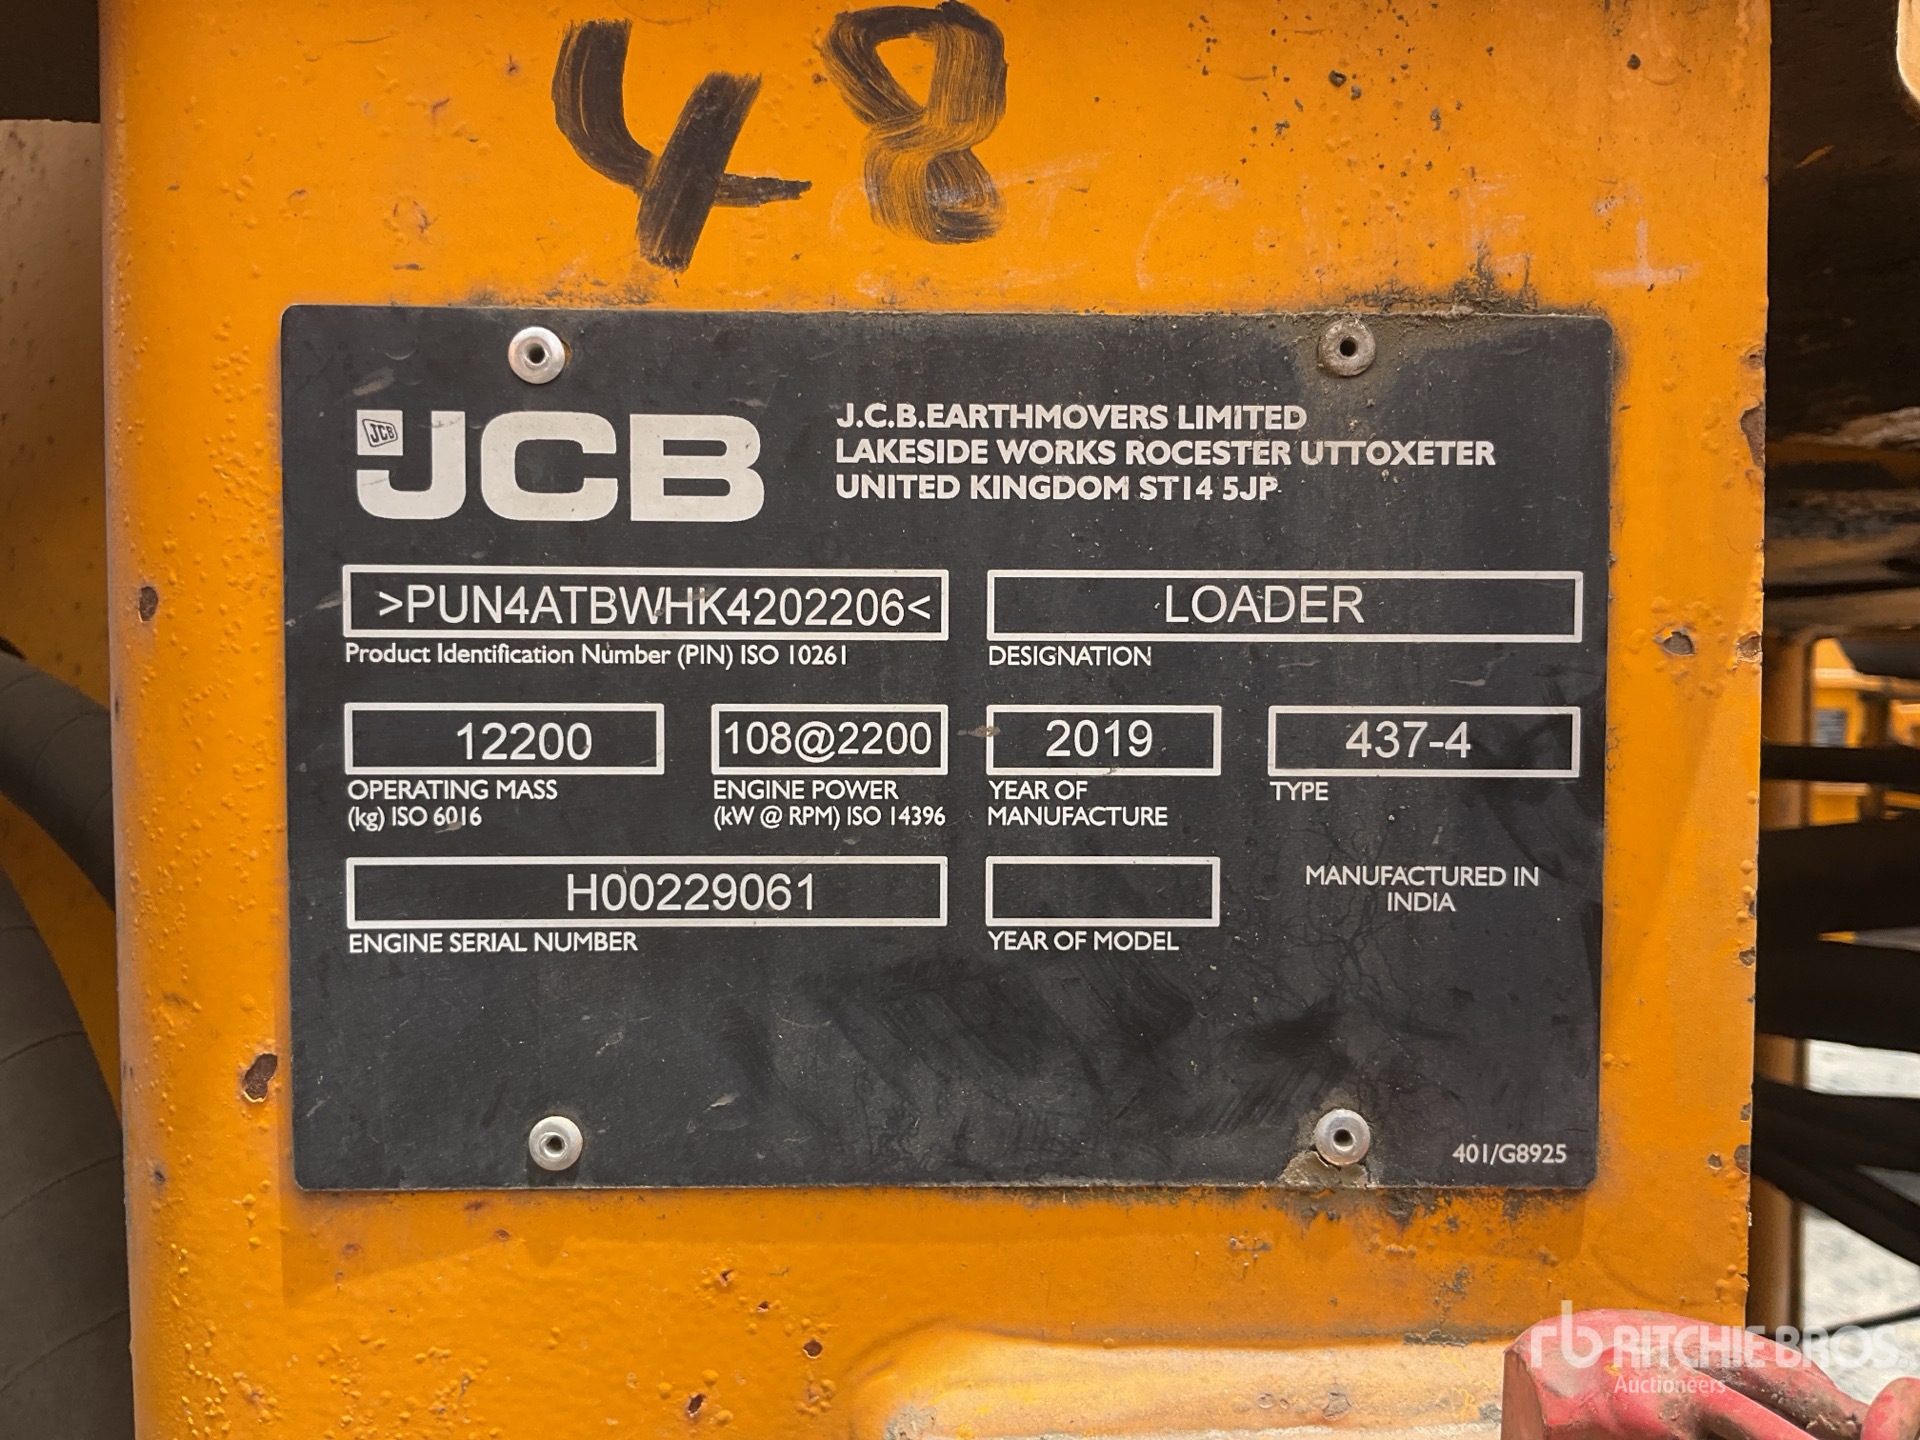 48
JCB
JCB
J.C.B.EARTHMOVERS LIMITED
LAKESIDE WORKS ROCESTER UTTOXETER
UNITED KINGDOM ST14 5JP
>PUN4ATBWHK4202206<
Product Identification Number (PIN) ISO 10261
LOADER
DESIGNATION
12200
OPERATING MASS
(kg) ISO 6016
108@2200
ENGINE POWER
(kW @ RPM) ISO 14396
2019
YEAR OF
MANUFACTURE
437-4
TYPE
H00229061
ENGINE SERIAL NUMBER
YEAR OF MODEL
MANUFACTURED IN
INDIA
401/G8925
rb RITCHIE BROS.
Auctioneers